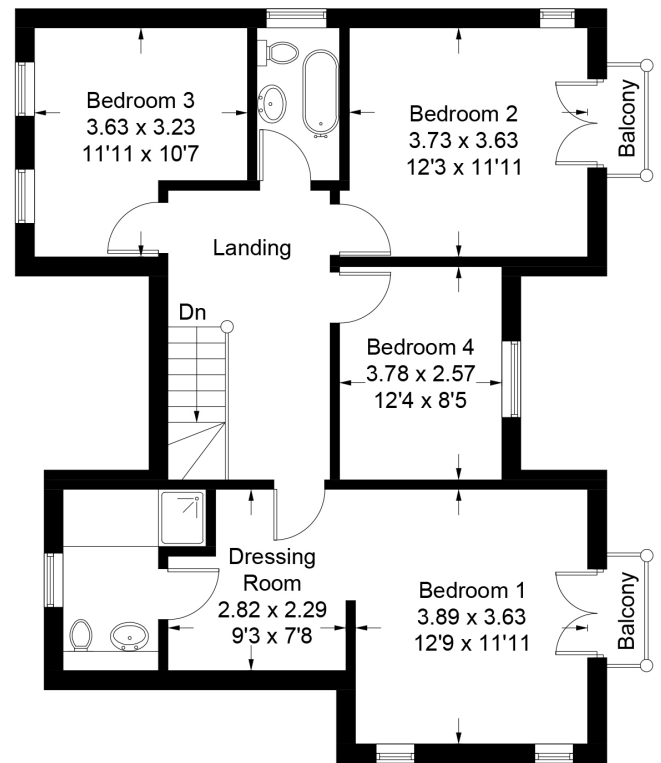 Bedroom 3
3.63 x 3.23
11'11 x 10'7
Bedroom 2
3.73 x 3.63
12'3 x 11'11
Balcony
Landing
Dn
Bedroom 4
3.78 x 2.57
12'4 x 8'5
Dressing
Room
2.82 x 2.29
9'3 x 7'8
Bedroom 1
3.89 x 3.63
12'9 x 11'11
Balcony